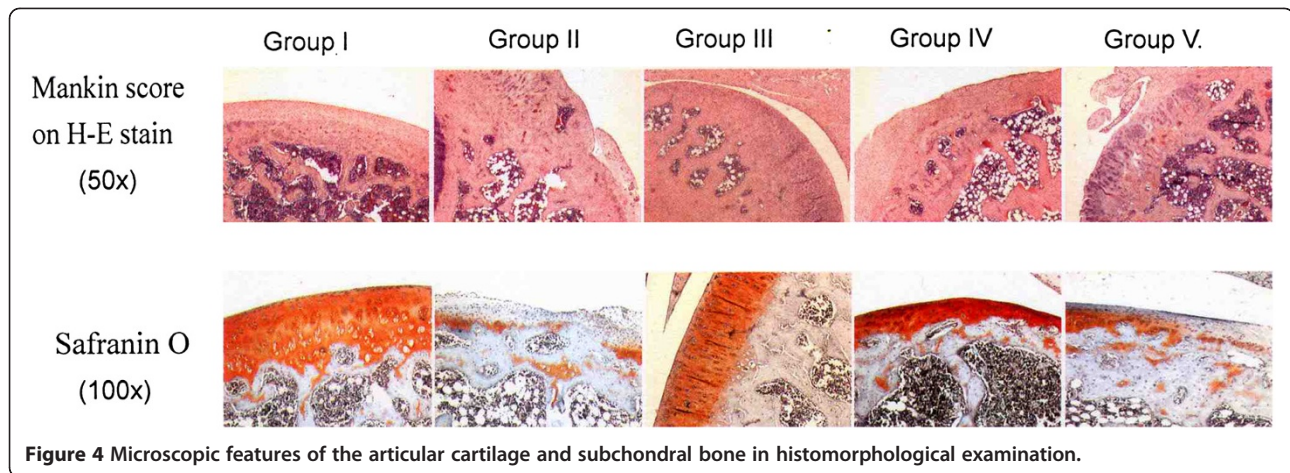 Group I Group II Group III Group IV Group V.
Mankin score
on H-E stain
(50x)
Safranin O
(100x)
Figure 4 Microscopic features of the articular cartilage and subchondral bone in histomorphological examination.